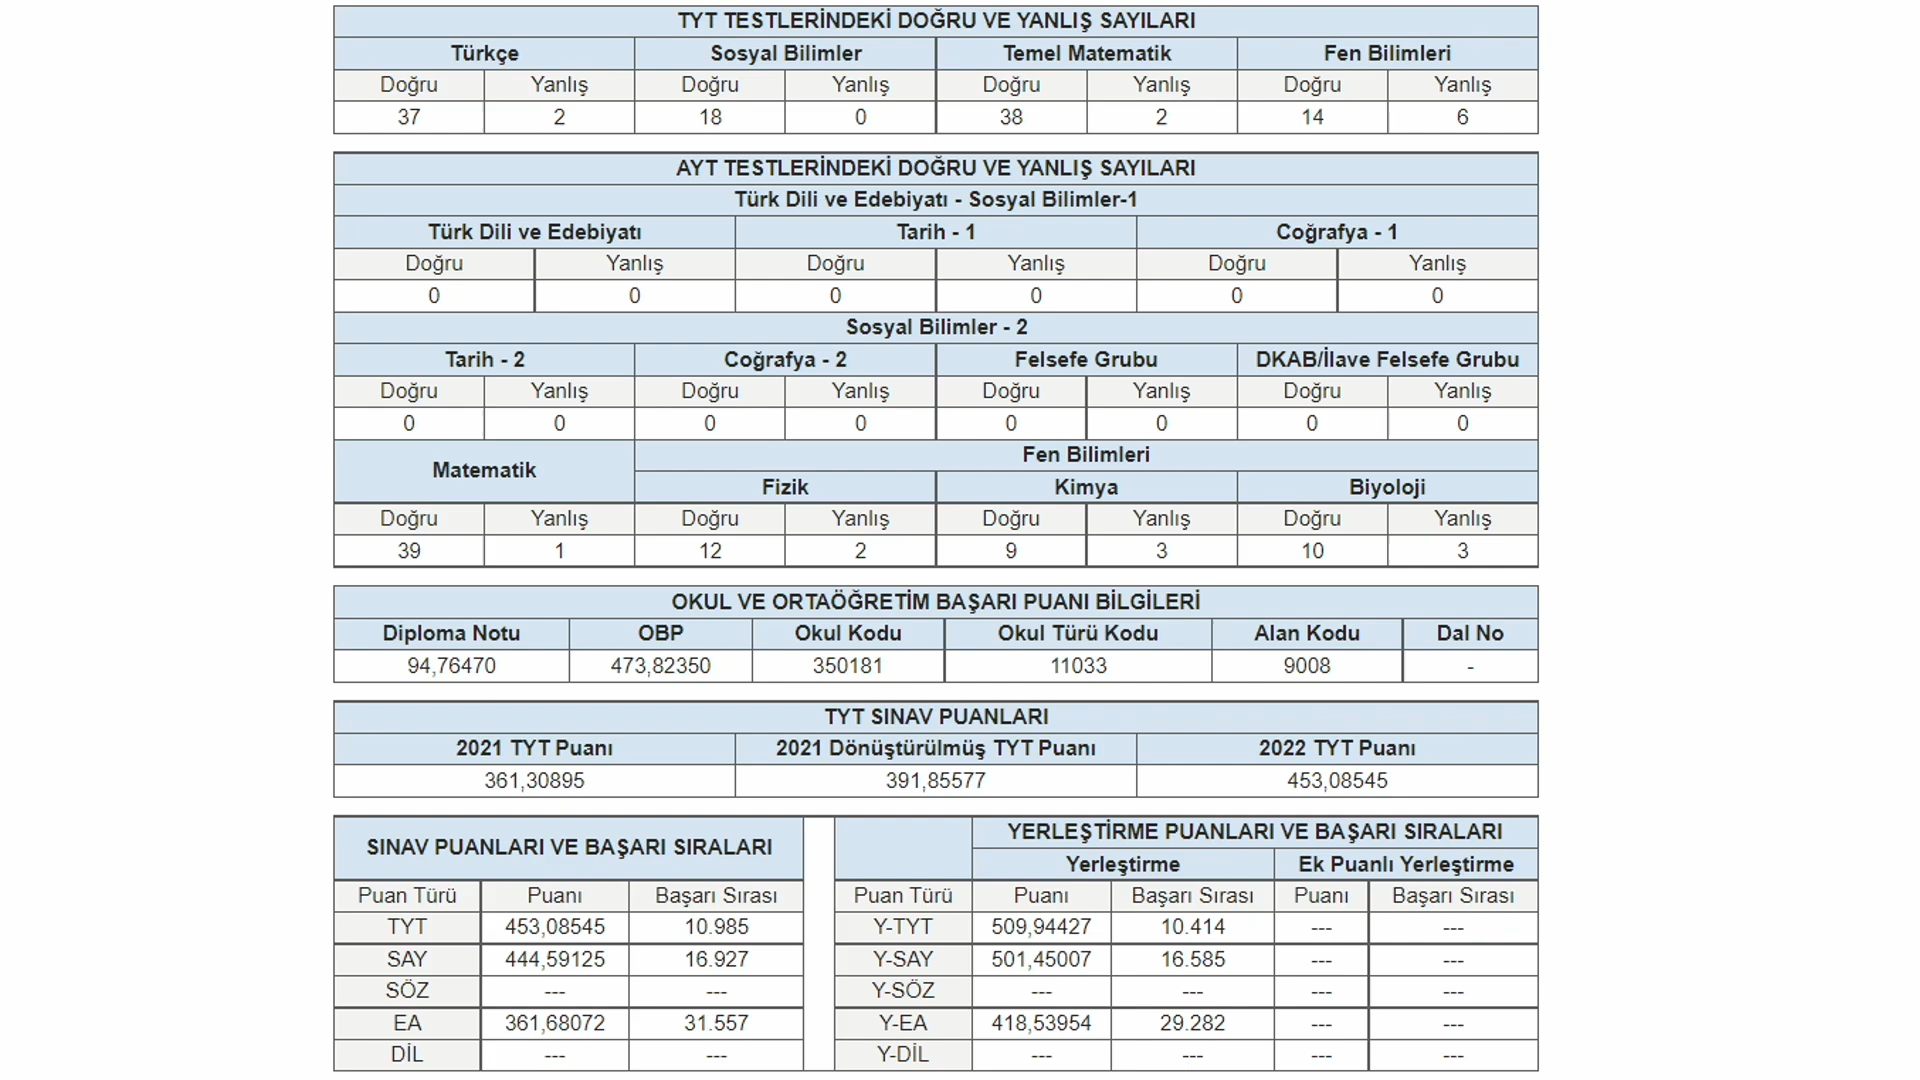 TYT TESTLERİNDEKİ DOĞRU VE YANLIŞ SAYILARI
Türkçe Sosyal Bilimler Temel Matematik Fen Bilimleri
Doğru Yanlış Doğru Yanlış Doğru Yanlış Doğru Yanlış
37 2 18 0 38 2 14 6
AYT TESTLERİNDEKİ DOĞRU VE YANLIŞ SAYILARI
Türk Dili ve Edebiyatı - Sosyal Bilimler-1
Türk Dili ve Edebiyatı Tarih - 1 Coğrafya - 1
Doğru Yanlış Doğru Yanlış Doğru Yanlış
0 0 0 0 0 0
Sosyal Bilimler - 2
Tarih - 2 Coğrafya - 2 Felsefe Grubu DKAB/İlave Felsefe Grubu
Doğru Yanlış Doğru Yanlış Doğru Yanlış Doğru Yanlış
0 0 0 0 0 0 0 0
Matematik Fen Bilimleri
Fizik Kimya Biyoloji
Doğru Yanlış Doğru Yanlış Doğru Yanlış Doğru Yanlış
39 1 12 2 9 3 10 3
OKUL VE ORTAÖĞRETİM BAŞARI PUANI BİLGİLERİ
Diploma Notu OBP Okul Kodu Okul Türü Kodu Alan Kodu Dal No
94,76470 473,82350 350181 11033 9008 -
TYT SINAV PUANLARI
2021 TYT Puanı 2021 Dönüştürülmüş TYT Puanı 2022 TYT Puanı
361,30895 391,85577 453,08545
SINAV PUANLARI VE BAŞARI SIRALARI
Puan Türü Puanı Başarı Sırası
TYT 453,08545 10.985
SAY 444,59125 16.927
SÖZ --- ---
EA 361,68072 31.557
DİL --- ---
YERLEŞTİRME PUANLARI VE BAŞARI SIRALARI
Yerleştirme Ek Puanlı Yerleştirme
Puan Türü Puanı Başarı Sırası Puanı Başarı Sırası
Y-TYT 509,94427 10.414 --- ---
Y-SAY 501,45007 16.585 --- ---
Y-SÖZ --- --- --- ---
Y-EA 418,53954 29.282 --- ---
Y-DİL --- --- --- ---